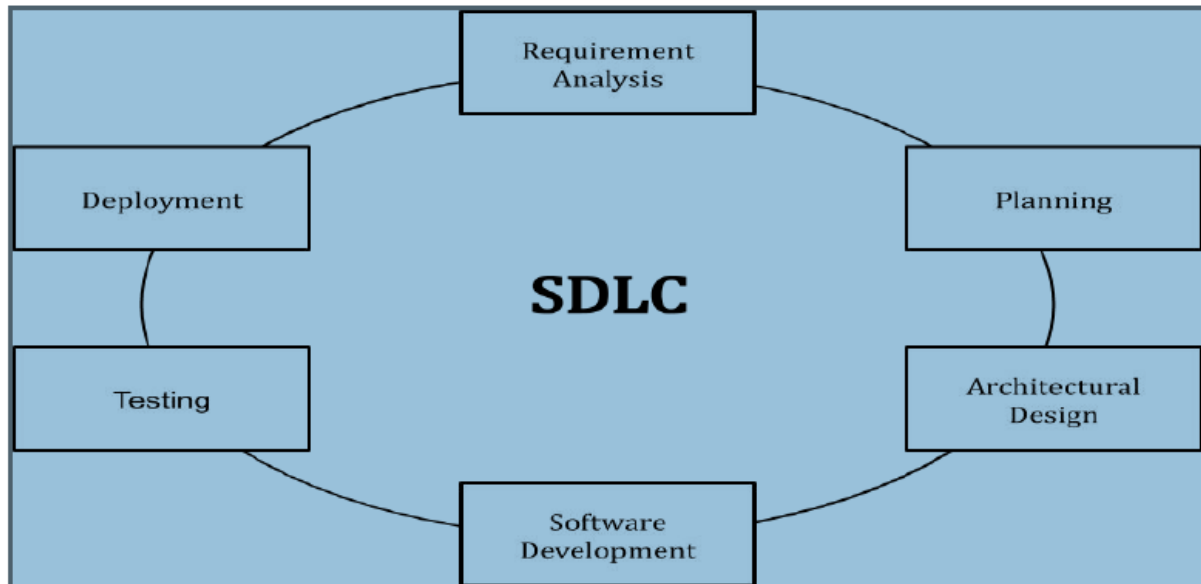 Requirement
Analysis
Deployment
Planning
SDLC
Testing
Architectural
Design
Software
Development